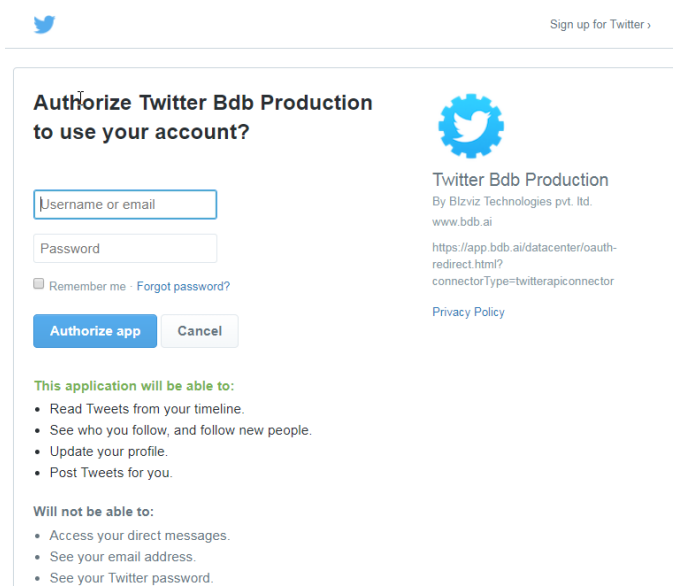 Sign up for Twitter ›
Authorize Twitter Bdb Production
to use your account?
Username or email
Password
Remember me · Forgot password?
Authorize app
Cancel
This application will be able to:
• Read Tweets from your timeline.
• See who you follow, and follow new people.
• Update your profile.
• Post Tweets for you.
Will not be able to:
• Access your direct messages.
• See your email address.
• See your Twitter password.
Twitter Bdb Production
By BIzviz Technologies pvt. ltd.
www.bdb.ai
https://app.bdb.ai/datacenter/oauth-
redirect.html?
connectorType=twitterapiconnector
Privacy Policy